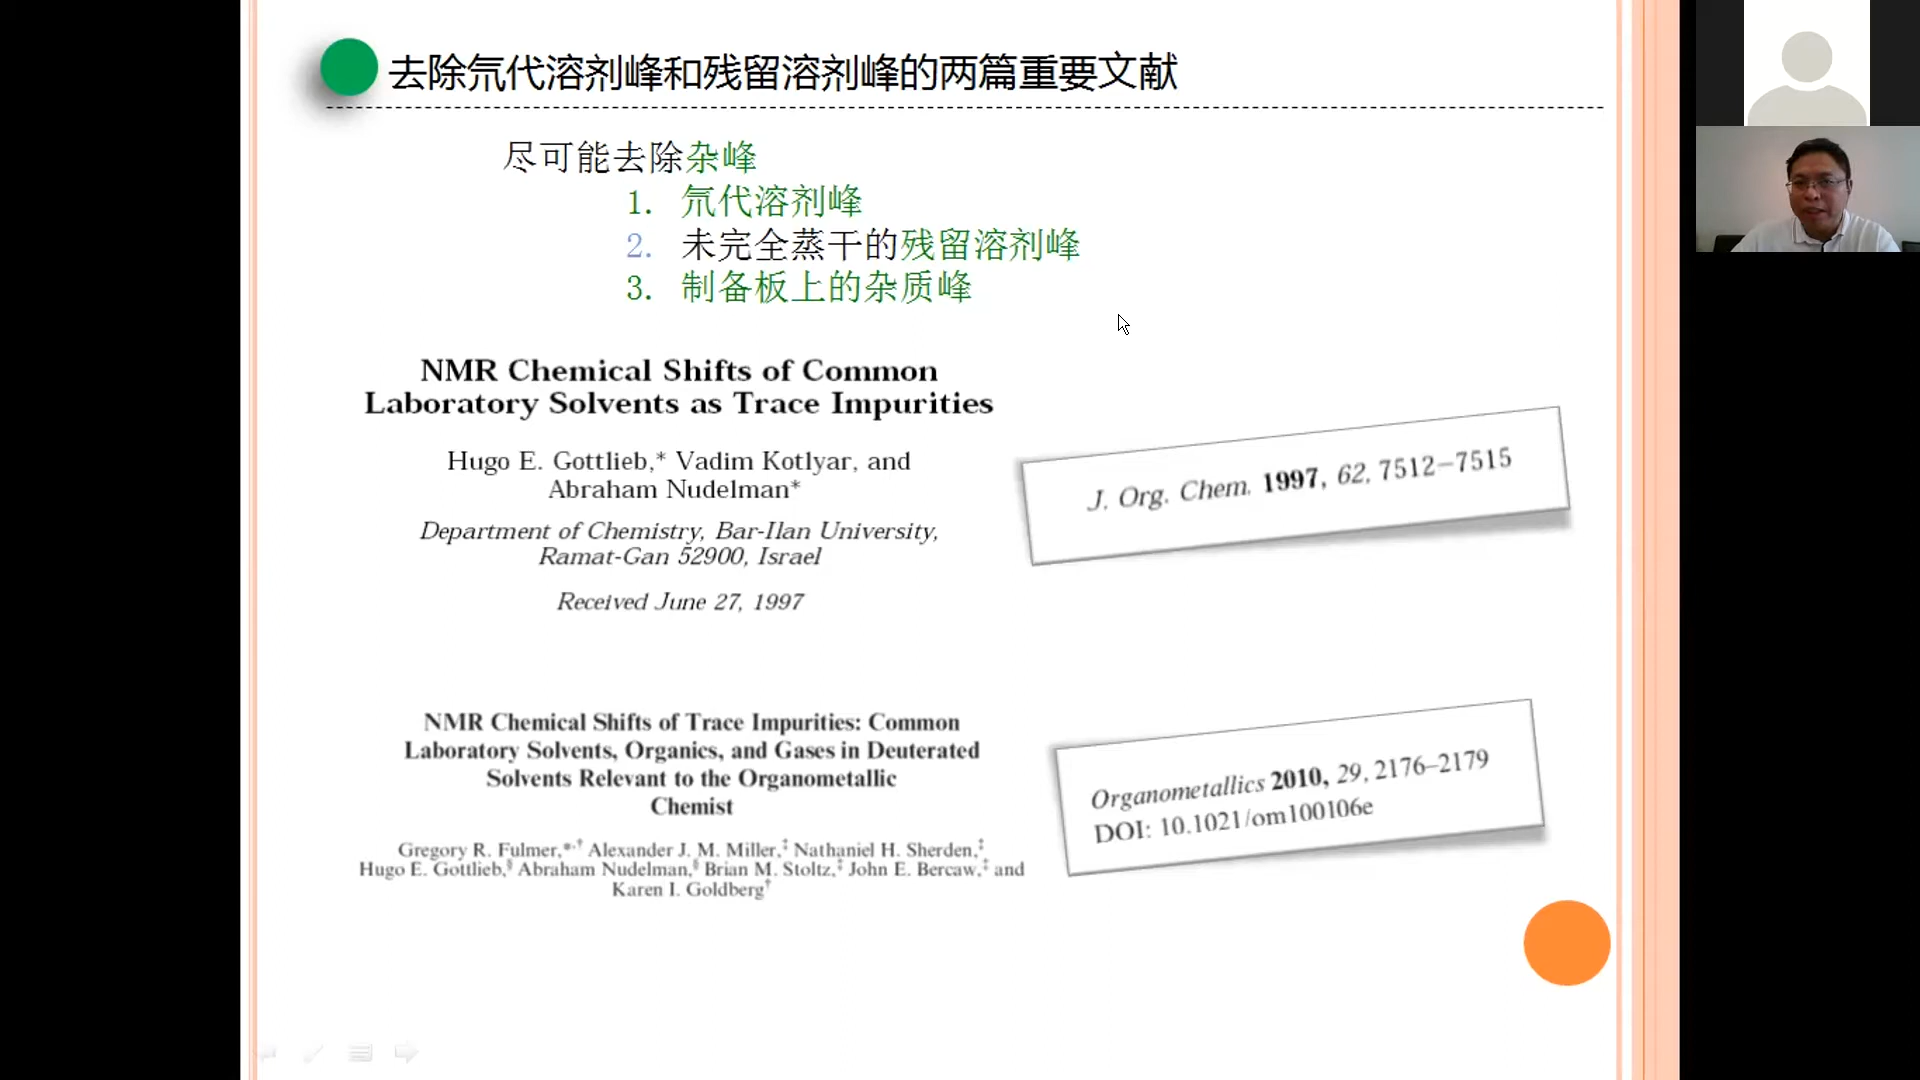 去除氘代溶剂峰和残留溶剂峰的两篇重要文献
尽可能去除杂峰
1. 氘代溶剂峰
2. 未完全蒸干的残留溶剂峰
3. 制备板上的杂质峰
NMR Chemical Shifts of Common
Laboratory Solvents as Trace Impurities
Hugo E. Gottlieb,* Vadim Kotlyar, and
Abraham Nudelman*
Department of Chemistry, Bar-Ilan University,
Ramat-Gan 52900, Israel
Received June 27, 1997
J. Org. Chem. 1997, 62, 7512–7515
NMR Chemical Shifts of Trace Impurities: Common
Laboratory Solvents, Organics, and Gases in Deuterated
Solvents Relevant to the Organometallic
Chemist
Gregory R. Fulmer,*,† Alexander J. M. Miller,‡ Nathaniel H. Sherden,‡
Hugo E. Gottlieb,§ Abraham Nudelman,§ Brian M. Stoltz,‡ John E. Bercaw,‡ and
Karen I. Goldberg†
Organometallics 2010, 29, 2176–2179
DOI: 10.1021/om100106e